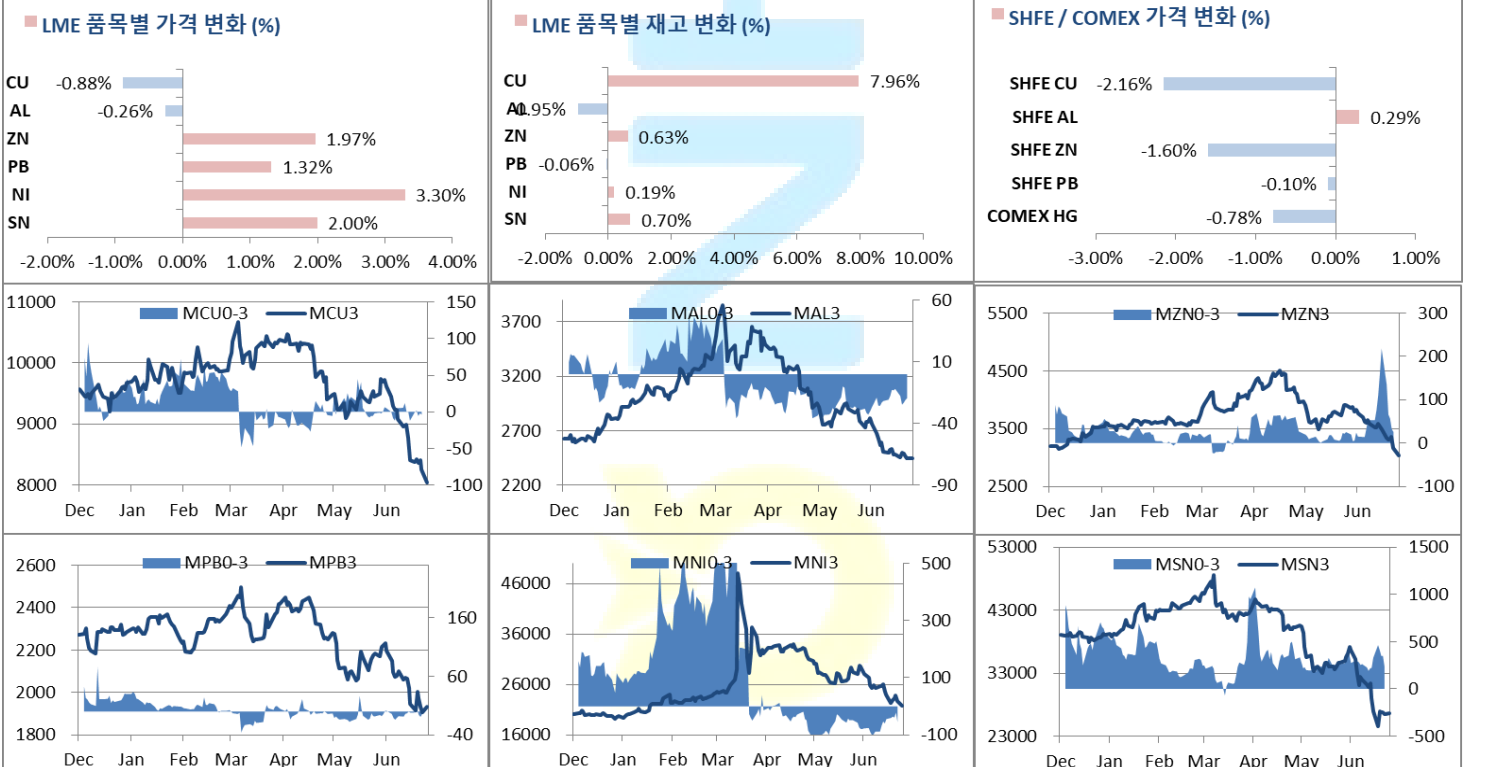 LME 품목별 가격 변화 (%)
CU -0.88%
AL -0.26%
ZN 1.97%
PB 1.32%
NI 3.30%
SN 2.00%
-2.00% -1.00% 0.00% 1.00% 2.00% 3.00% 4.00%
LME 품목별 재고 변화 (%)
CU 7.96%
AL 0.95%
ZN 0.63%
PB -0.06%
NI 0.19%
SN 0.70%
-2.00% 0.00% 2.00% 4.00% 6.00% 8.00% 10.00%
SHFE / COMEX 가격 변화 (%)
SHFE CU -2.16%
SHFE AL 0.29%
SHFE ZN -1.60%
SHFE PB -0.10%
COMEX HG -0.78%
-3.00% -2.00% -1.00% 0.00% 1.00%
MCU0-3 MCU3
11000 150
100
10000 50
0
9000 -50
8000 -100
Dec Jan Feb Mar Apr May Jun
MAL0-3 MAL3
60
3700
10
3200
-40
2700
2200 -90
Dec Jan Feb Mar Apr May Jun
MZN0-3 MZN3
5500 300
200
4500
100
3500
0
2500 -100
Dec Jan Feb Mar Apr May Jun
MPB0-3 MPB3
2600
2400
160
2200
60
2000
1800 -40
Dec Jan Feb Mar Apr May Jun
MNI0-3 MNI3
500
46000
300
36000
100
26000
16000 -100
Dec Jan Feb Mar Apr May Jun
MSN0-3 MSN3
53000 1500
1000
43000
500
33000
0
23000 -500
Dec Jan Feb Mar Apr May Jun